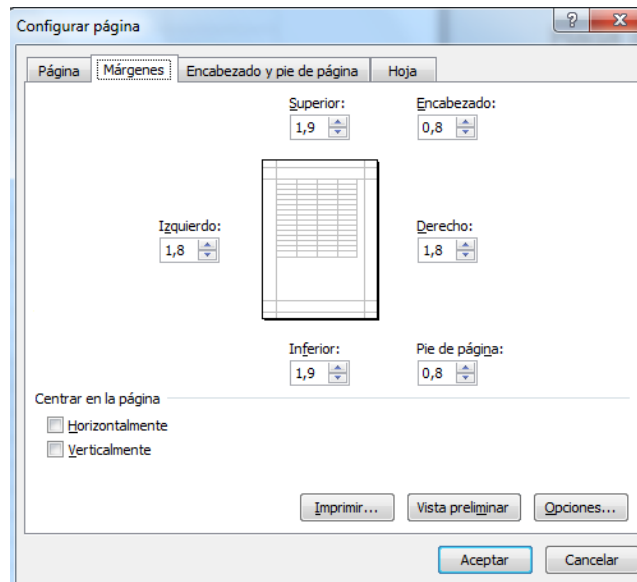 Configurar página
Página Márgenes Encabezado y pie de página Hoja
Superior: Encabezado:
1,9 0,8
Izquierdo: Derecho:
1,8 1,8
Inferior: Pie de página:
1,9 0,8
Centrar en la página
Horizontalmente
Verticalmente
Imprimir... Vista preliminar Opciones...
Aceptar Cancelar